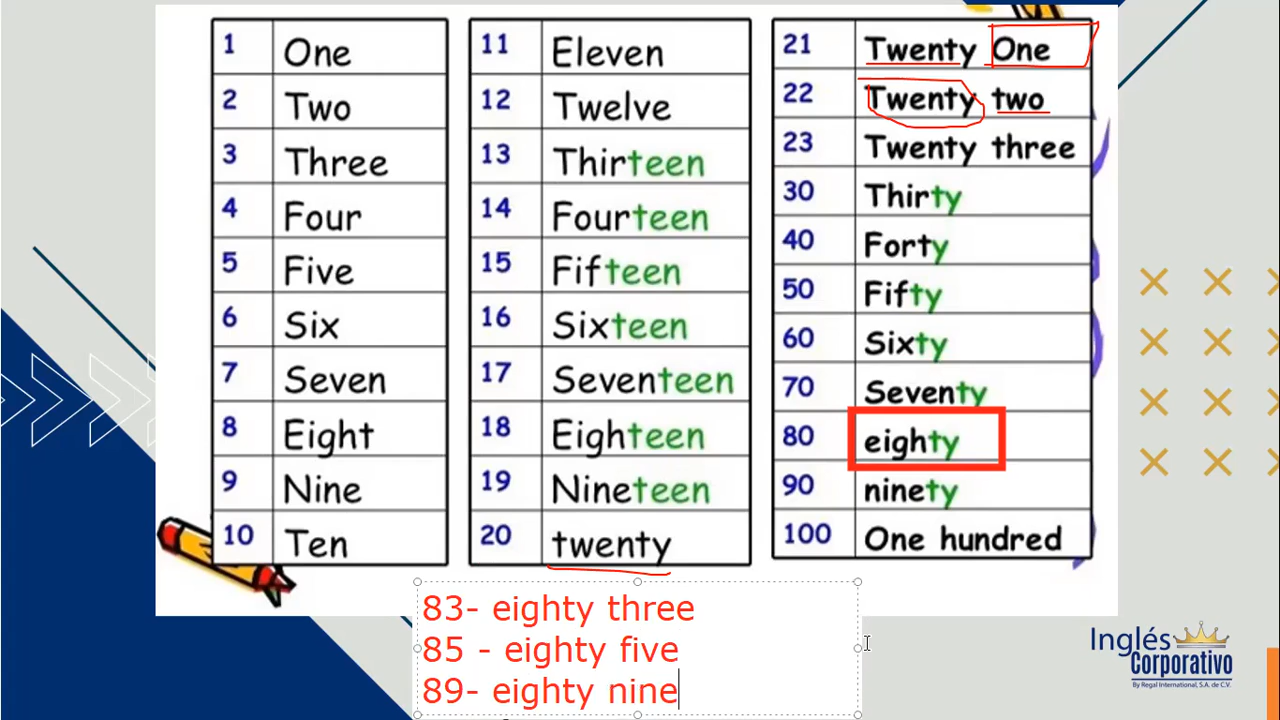 1 One
2 Two
3 Three
4 Four
5 Five
6 Six
7 Seven
8 Eight
9 Nine
10 Ten
11 Eleven
12 Twelve
13 Thirteen
14 Fourteen
15 Fifteen
16 Sixteen
17 Seventeen
18 Eighteen
19 Nineteen
20 twenty
21 Twenty One
22 Twenty two
23 Twenty three
30 Thirty
40 Forty
50 Fifty
60 Sixty
70 Seventy
80 eighty
90 ninety
100 One hundred
83- eighty three
85 - eighty five
89- eighty nine
Inglés
Corporativo
By Regal International, S.A. de C.V.